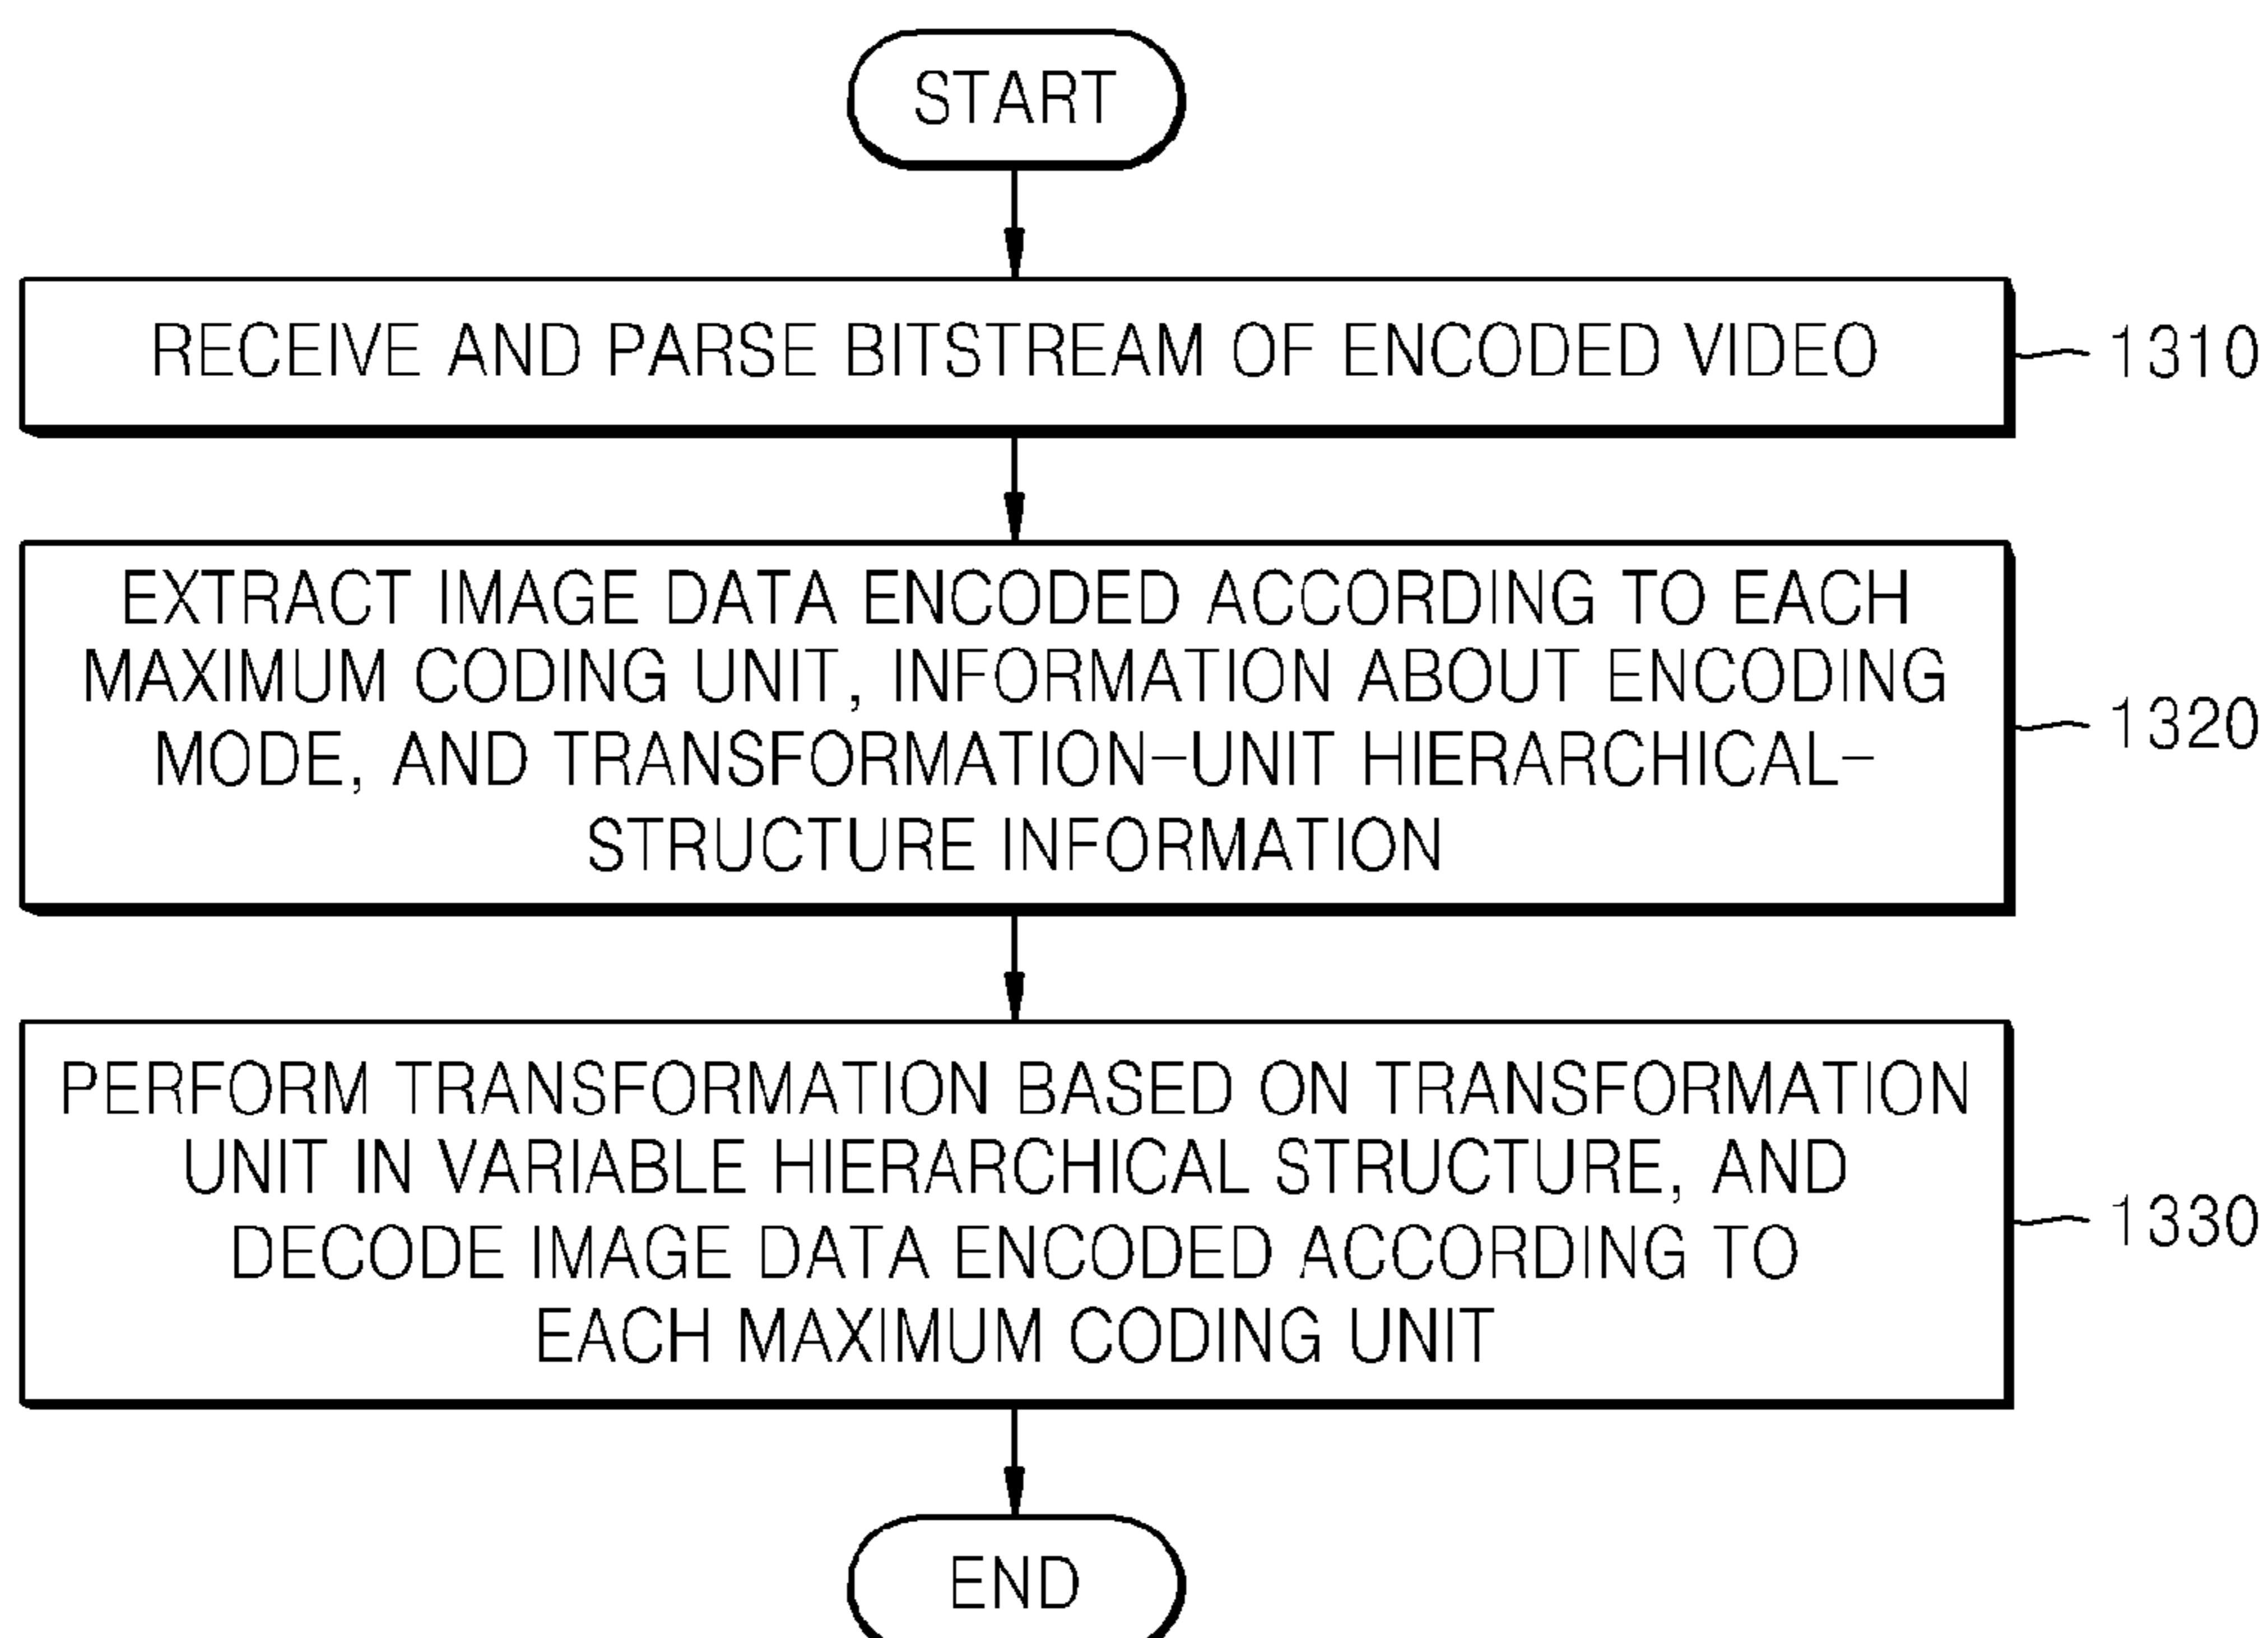 START
RECEIVE AND PARSE BITSTREAM OF ENCODED VIDEO
1310
EXTRACT IMAGE DATA ENCODED ACCORDING TO EACH
MAXIMUM CODING UNIT, INFORMATION ABOUT ENCODING
MODE, AND TRANSFORMATION-UNIT HIERARCHICAL-
STRUCTURE INFORMATION
1320
PERFORM TRANSFORMATION BASED ON TRANSFORMATION
UNIT IN VARIABLE HIERARCHICAL STRUCTURE, AND
DECODE IMAGE DATA ENCODED ACCORDING TO
EACH MAXIMUM CODING UNIT
1330
END